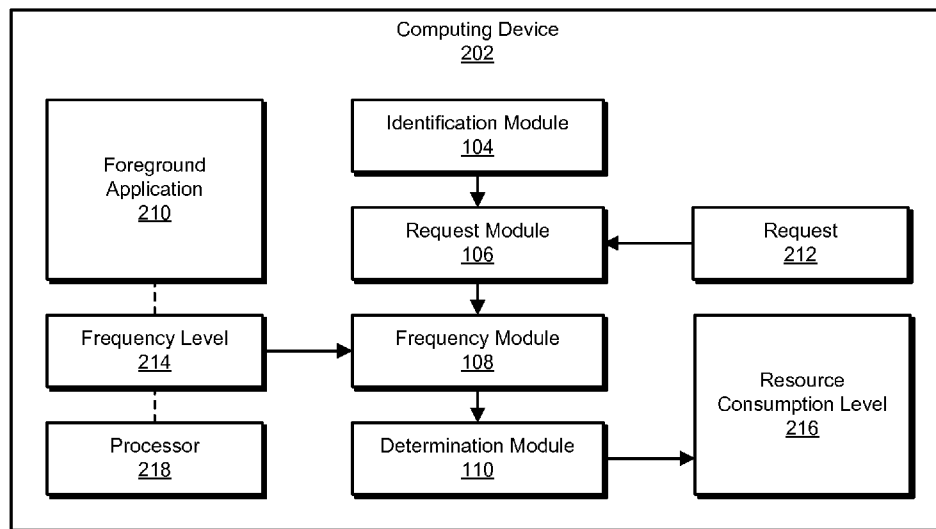 Computing Device
202
Foreground
Application
210
Identification Module
104
Request Module
106
Request
212
Frequency Level
214
Frequency Module
108
Resource
Consumption Level
216
Processor
218
Determination Module
110